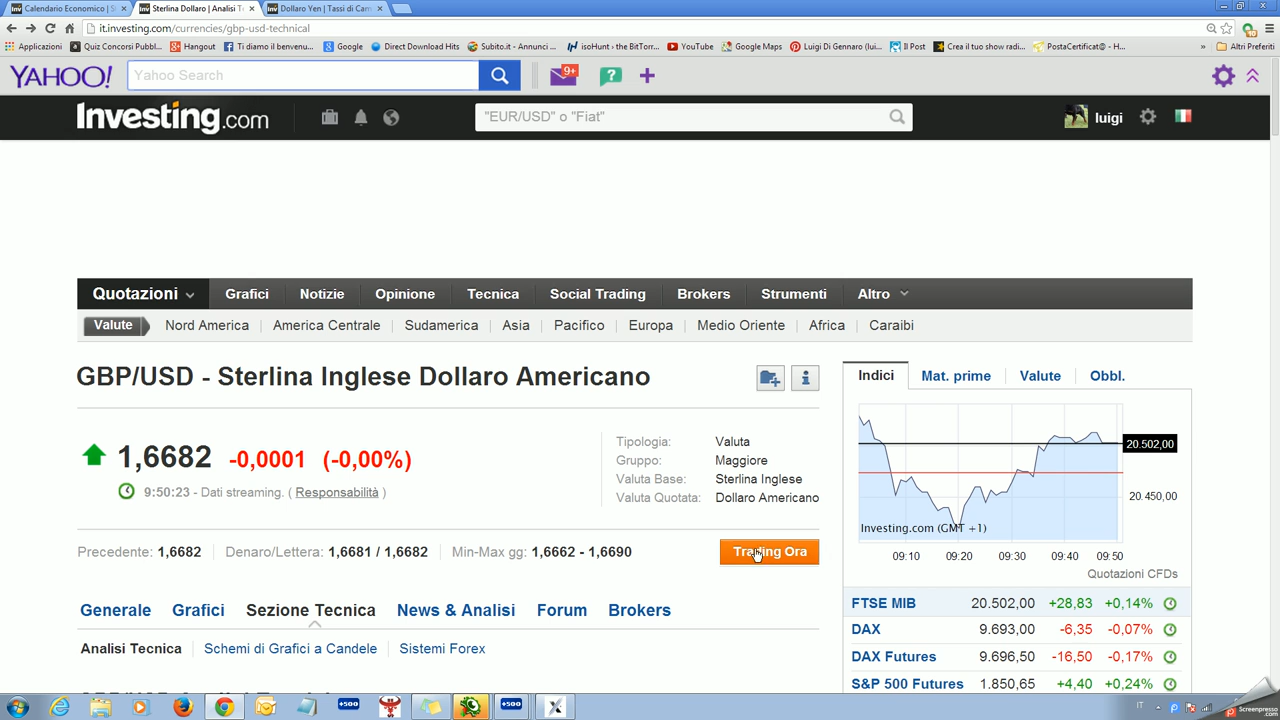 Calendario Economico | S
Sterlina Dollaro | Analisi T
Dollaro Yen | Tassi di Cam
it.investing.com/currencies/gbp-usd-technical
Applicazioni Quiz Concorsi Pubbl... Hangout Ti diamo il benvenu... Google Direct Download Hits Subito.it - Annunci ... isoHunt › the BitTorr... YouTube Google Maps Luigi Di Gennaro (lui... Il Post Crea il tuo show radi... PostaCertificat@ - H... » Altri Preferiti
YAHOO! Yahoo Search 9+
Investing.com "EUR/USD" o "Fiat" luigi
Quotazioni Grafici Notizie Opinione Tecnica Social Trading Brokers Strumenti Altro
Valute Nord America America Centrale Sudamerica Asia Pacifico Europa Medio Oriente Africa Caraibi
GBP/USD - Sterlina Inglese Dollaro Americano
1,6682 -0,0001 (-0,00%)
9:50:23 - Dati streaming. ( Responsabilità )
Tipologia: Valuta
Gruppo: Maggiore
Valuta Base: Sterlina Inglese
Valuta Quotata: Dollaro Americano
Precedente: 1,6682 Denaro/Lettera: 1,6681 / 1,6682 Min-Max gg: 1,6662 - 1,6690
Trading Ora
Generale Grafici Sezione Tecnica News & Analisi Forum Brokers
Analisi Tecnica Schemi di Grafici a Candele Sistemi Forex
Indici Mat. prime Valute Obbl.
20.502,00
20.450,00
Investing.com (GMT +1)
09:10 09:20 09:30 09:40 09:50
Quotazioni CFDs
FTSE MIB 20.502,00 +28,83 +0,14%
DAX 9.693,00 -6,35 -0,07%
DAX Futures 9.696,50 -16,50 -0,17%
S&P 500 Futures 1.850,65 +4,40 +0,24%
+500
+500
IT
Screenpresso